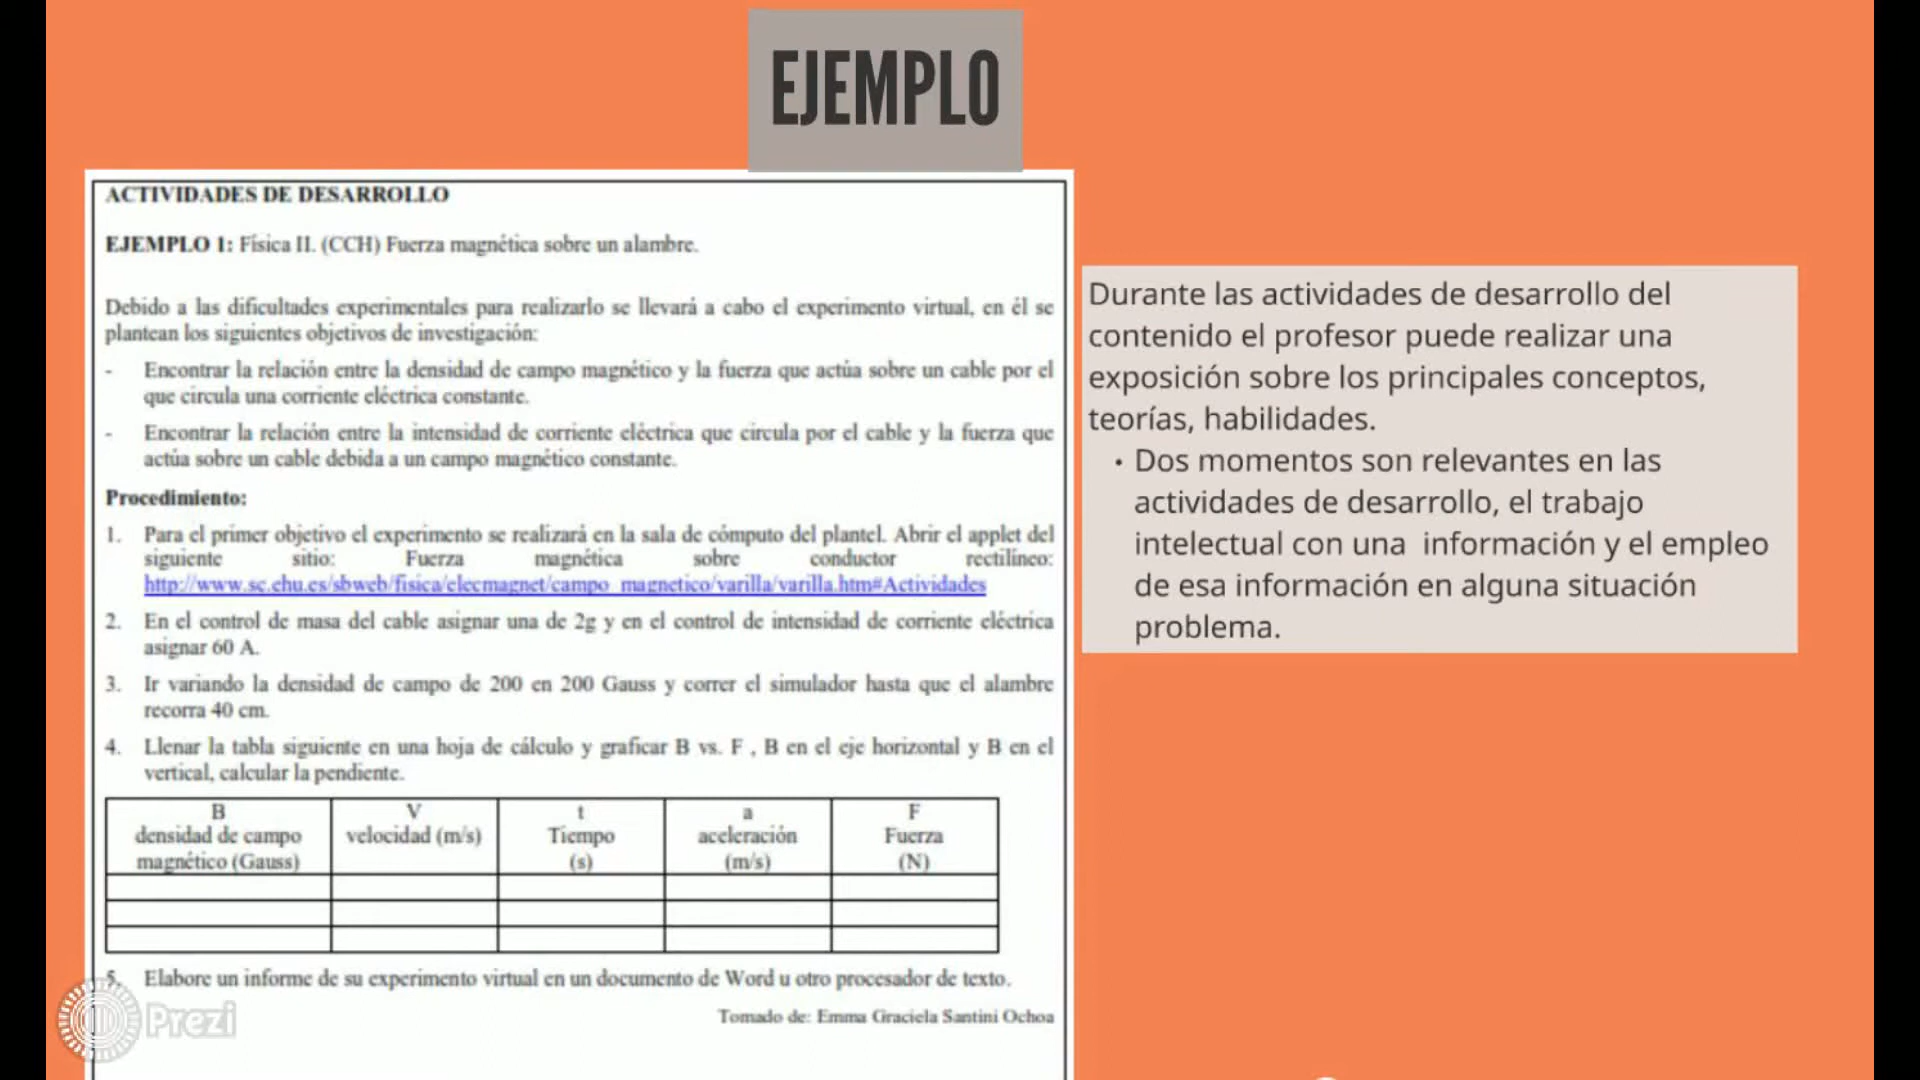 EJEMPLO
ACTIVIDADES DE DESARROLLO
EJEMPLO 1: Física II. (CCH) Fuerza magnética sobre un alambre.
Debido a las dificultades experimentales para realizarlo se llevará a cabo el experimento virtual, en él se
plantean los siguientes objetivos de investigación:
- Encontrar la relación entre la densidad de campo magnético y la fuerza que actúa sobre un cable por el
que circula una corriente eléctrica constante.
- Encontrar la relación entre la intensidad de corriente eléctrica que circula por el cable y la fuerza que
actúa sobre un cable debida a un campo magnético constante.
Procedimiento:
1. Para el primer objetivo el experimento se realizará en la sala de cómputo del plantel. Abrir el applet del
siguiente sitio: Fuerza magnética sobre conductor rectilíneo:
http://www.sc.ehu.es/sbweb/fisica/elecmagnet/campo_magnetico/varilla/varilla.htm#Actividades
2. En el control de masa del cable asignar una de 2g y en el control de intensidad de corriente eléctrica
asignar 60 A.
3. Ir variando la densidad de campo de 200 en 200 Gauss y correr el simulador hasta que el alambre
recorra 40 cm.
4. Llenar la tabla siguiente en una hoja de cálculo y graficar B vs. F , B en el eje horizontal y B en el
vertical, calcular la pendiente.
B V t a F
densidad de campo velocidad (m/s) Tiempo aceleración Fuerza
magnético (Gauss) (s) (m/s) (N)
5. Elabore un informe de su experimento virtual en un documento de Word u otro procesador de texto.
Tomado de: Emma Graciela Santini Ochoa
Prezi
Durante las actividades de desarrollo del
contenido el profesor puede realizar una
exposición sobre los principales conceptos,
teorías, habilidades.
• Dos momentos son relevantes en las
actividades de desarrollo, el trabajo
intelectual con una información y el empleo
de esa información en alguna situación
problema.